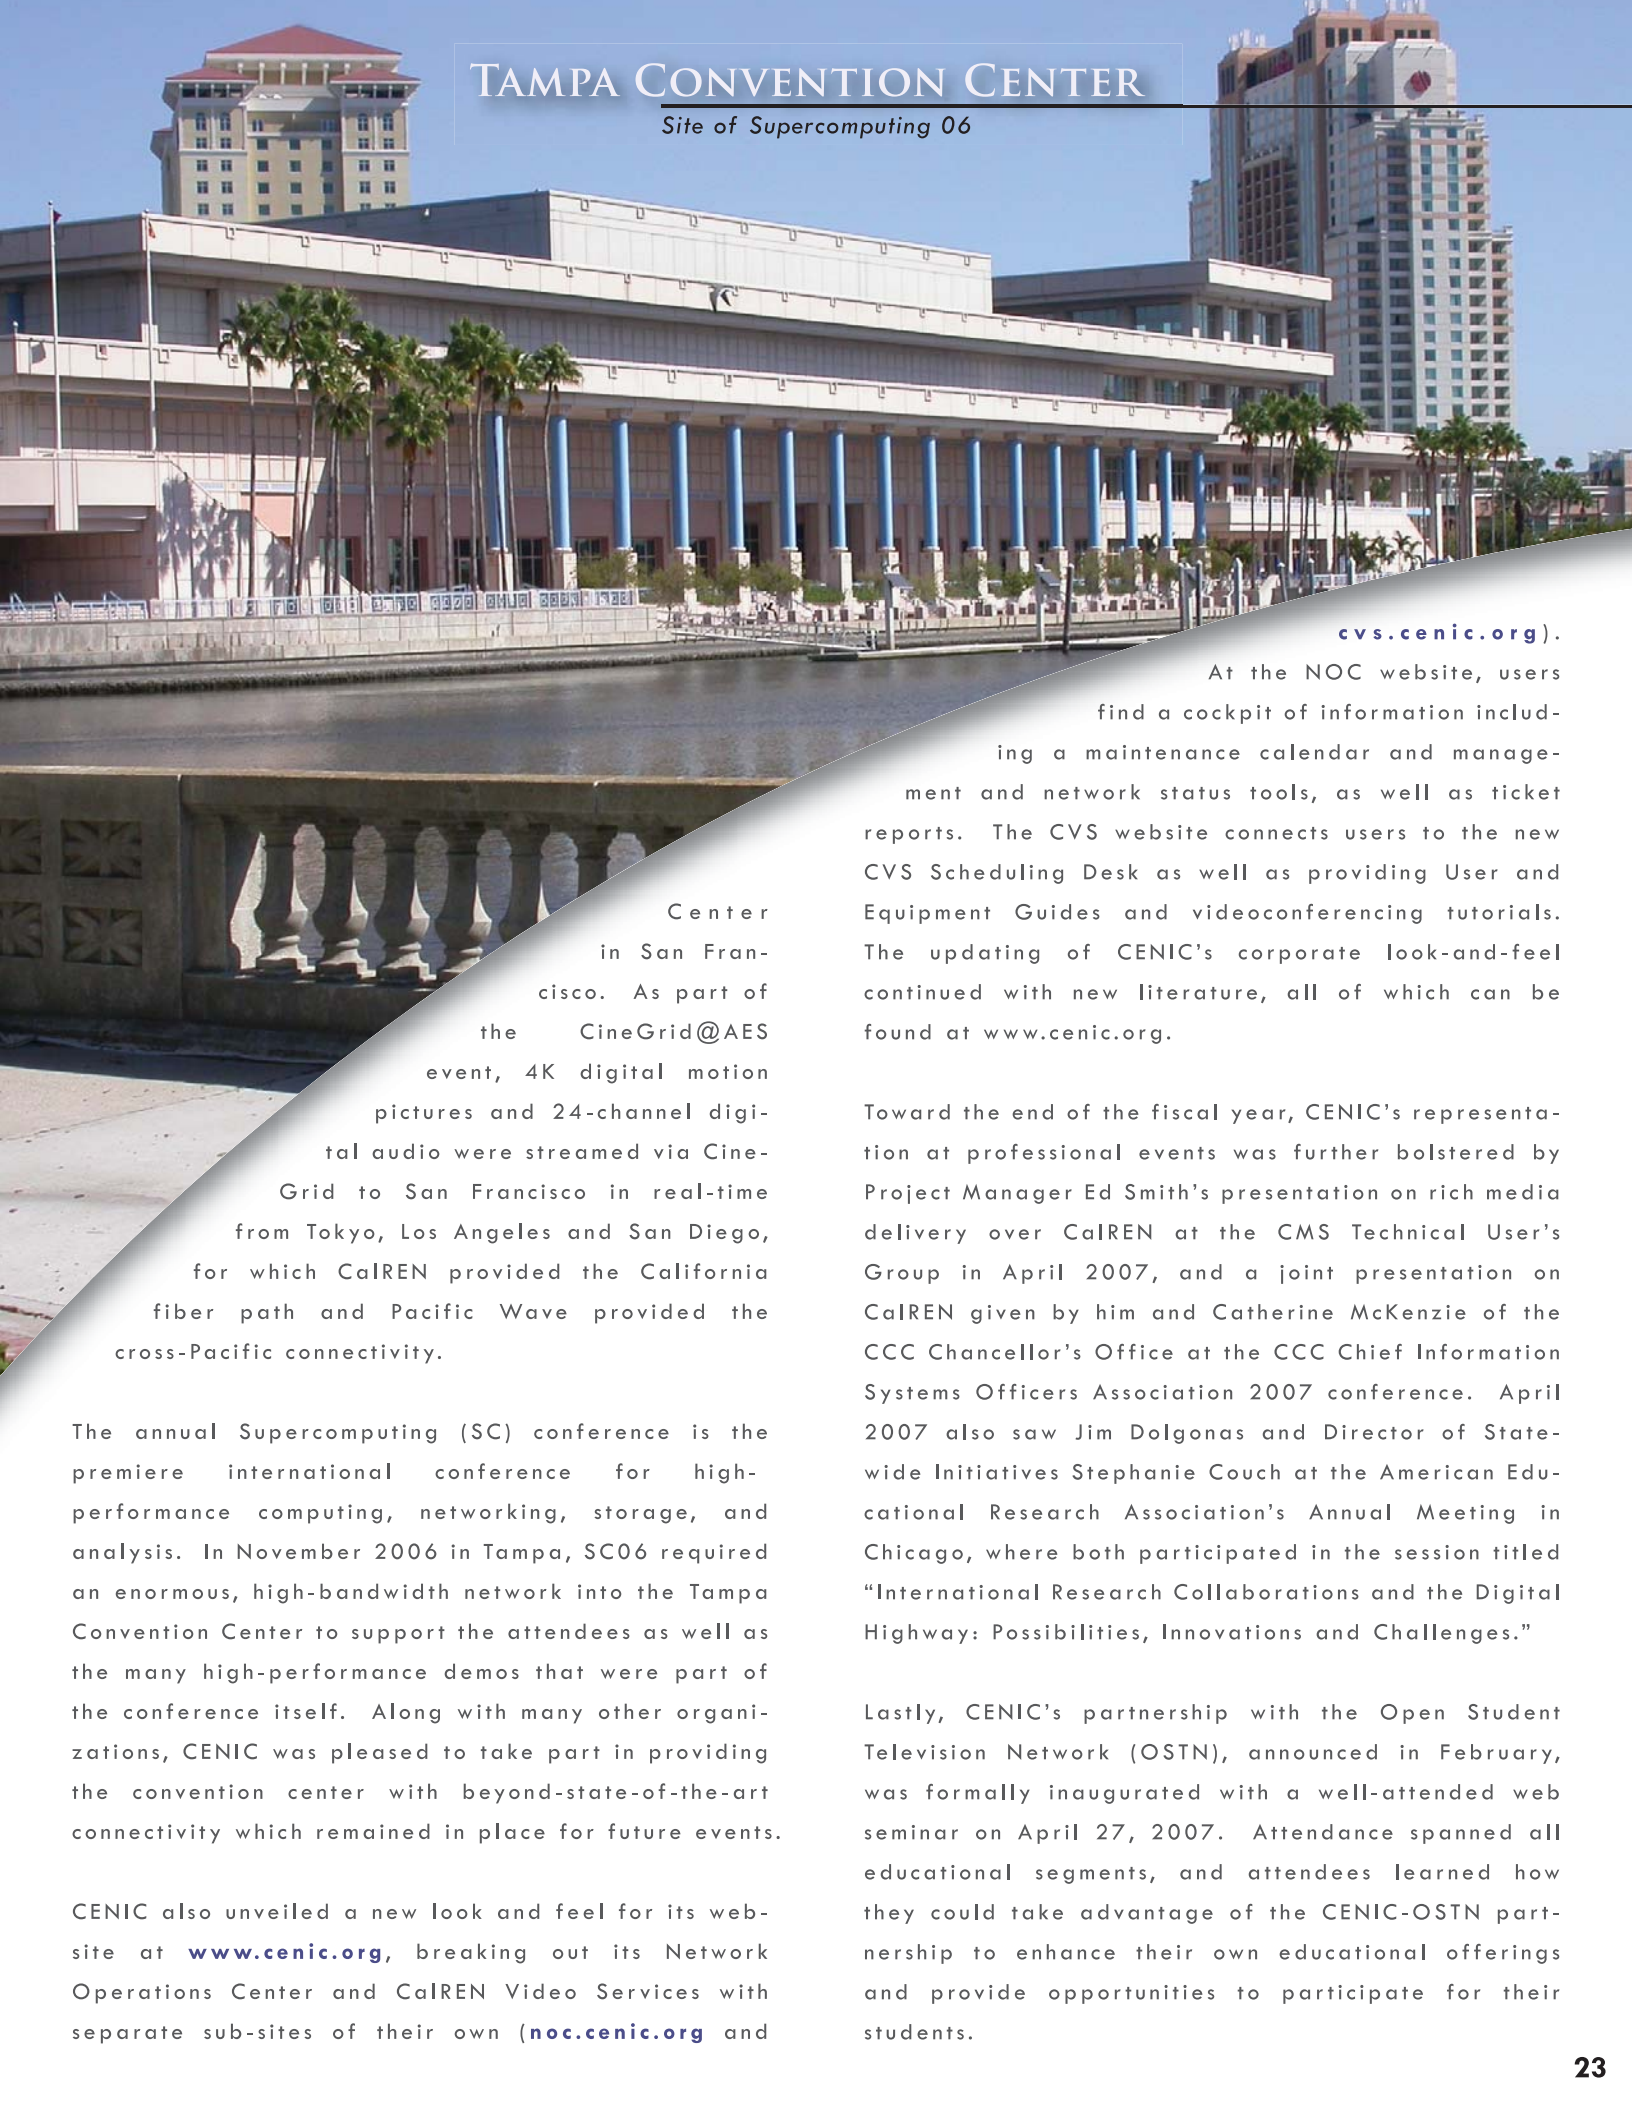 Tampa Convention Center
Site of Supercomputing 06
Center
in San Fran-
cisco. As part of
the CineGrid@AES
event, 4K digital motion
pictures and 24-channel digi-
tal audio were streamed via Cine-
Grid to San Francisco in real-time
from Tokyo, Los Angeles and San Diego,
for which CalREN provided the California
fiber path and Pacific Wave provided the
cross-Pacific connectivity.
The annual Supercomputing (SC) conference is the
premiere international conference for high-
performance computing, networking, storage, and
analysis. In November 2006 in Tampa, SC06 required
an enormous, high-bandwidth network into the Tampa
Convention Center to support the attendees as well as
the many high-performance demos that were part of
the conference itself. Along with many other organi-
zations, CENIC was pleased to take part in providing
the convention center with beyond-state-of-the-art
connectivity which remained in place for future events.
CENIC also unveiled a new look and feel for its web-
site at www.cenic.org, breaking out its Network
Operations Center and CalREN Video Services with
separate sub-sites of their own (noc.cenic.org and
cvs.cenic.org).
At the NOC website, users
find a cockpit of information includ-
ing a maintenance calendar and manage-
ment and network status tools, as well as ticket
reports. The CVS website connects users to the new
CVS Scheduling Desk as well as providing User and
Equipment Guides and videoconferencing tutorials.
The updating of CENIC's corporate look-and-feel
continued with new literature, all of which can be
found at www.cenic.org.
Toward the end of the fiscal year, CENIC's representa-
tion at professional events was further bolstered by
Project Manager Ed Smith's presentation on rich media
delivery over CalREN at the CMS Technical User's
Group in April 2007, and a joint presentation on
CalREN given by him and Catherine McKenzie of the
CCC Chancellor's Office at the CCC Chief Information
Systems Officers Association 2007 conference. April
2007 also saw Jim Dolgonas and Director of State-
wide Initiatives Stephanie Couch at the American Edu-
cational Research Association's Annual Meeting in
Chicago, where both participated in the session titled
“International Research Collaborations and the Digital
Highway: Possibilities, Innovations and Challenges.”
Lastly, CENIC's partnership with the Open Student
Television Network (OSTN), announced in February,
was formally inaugurated with a well-attended web
seminar on April 27, 2007. Attendance spanned all
educational segments, and attendees learned how
they could take advantage of the CENIC-OSTN part-
nership to enhance their own educational offerings
and provide opportunities to participate for their
students.
23